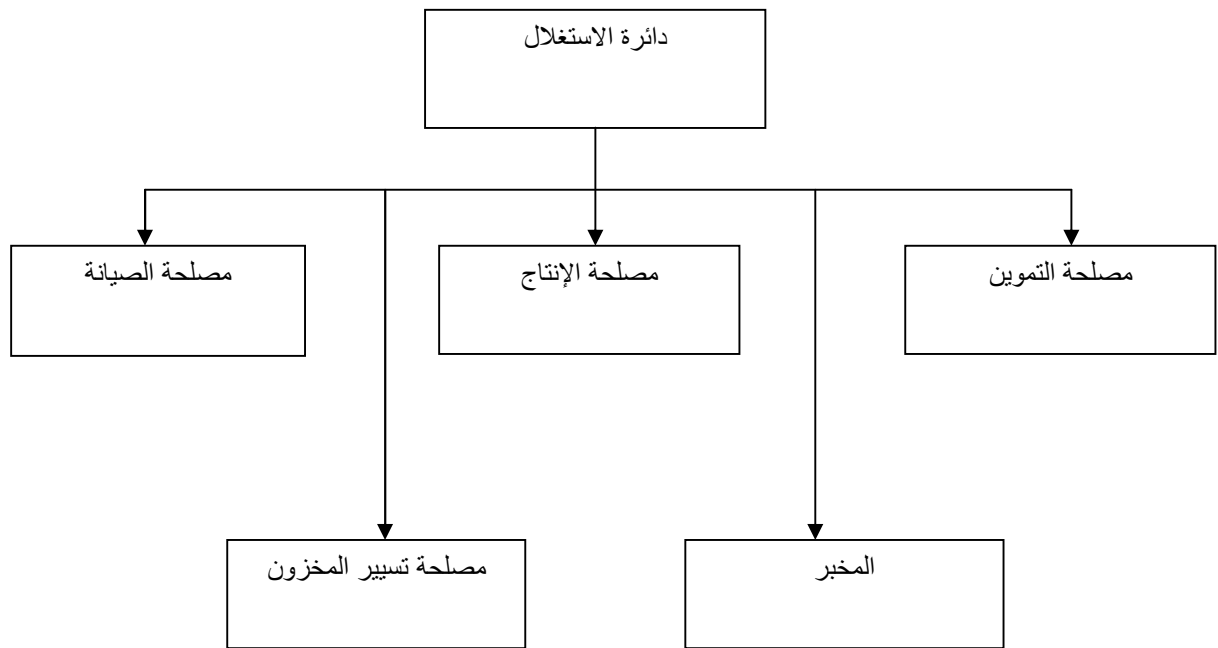 دائرة الاستغلال
مصلحة التموين
مصلحة الإنتاج
مصلحة الصيانة
المخبر
مصلحة تسيير المخزون